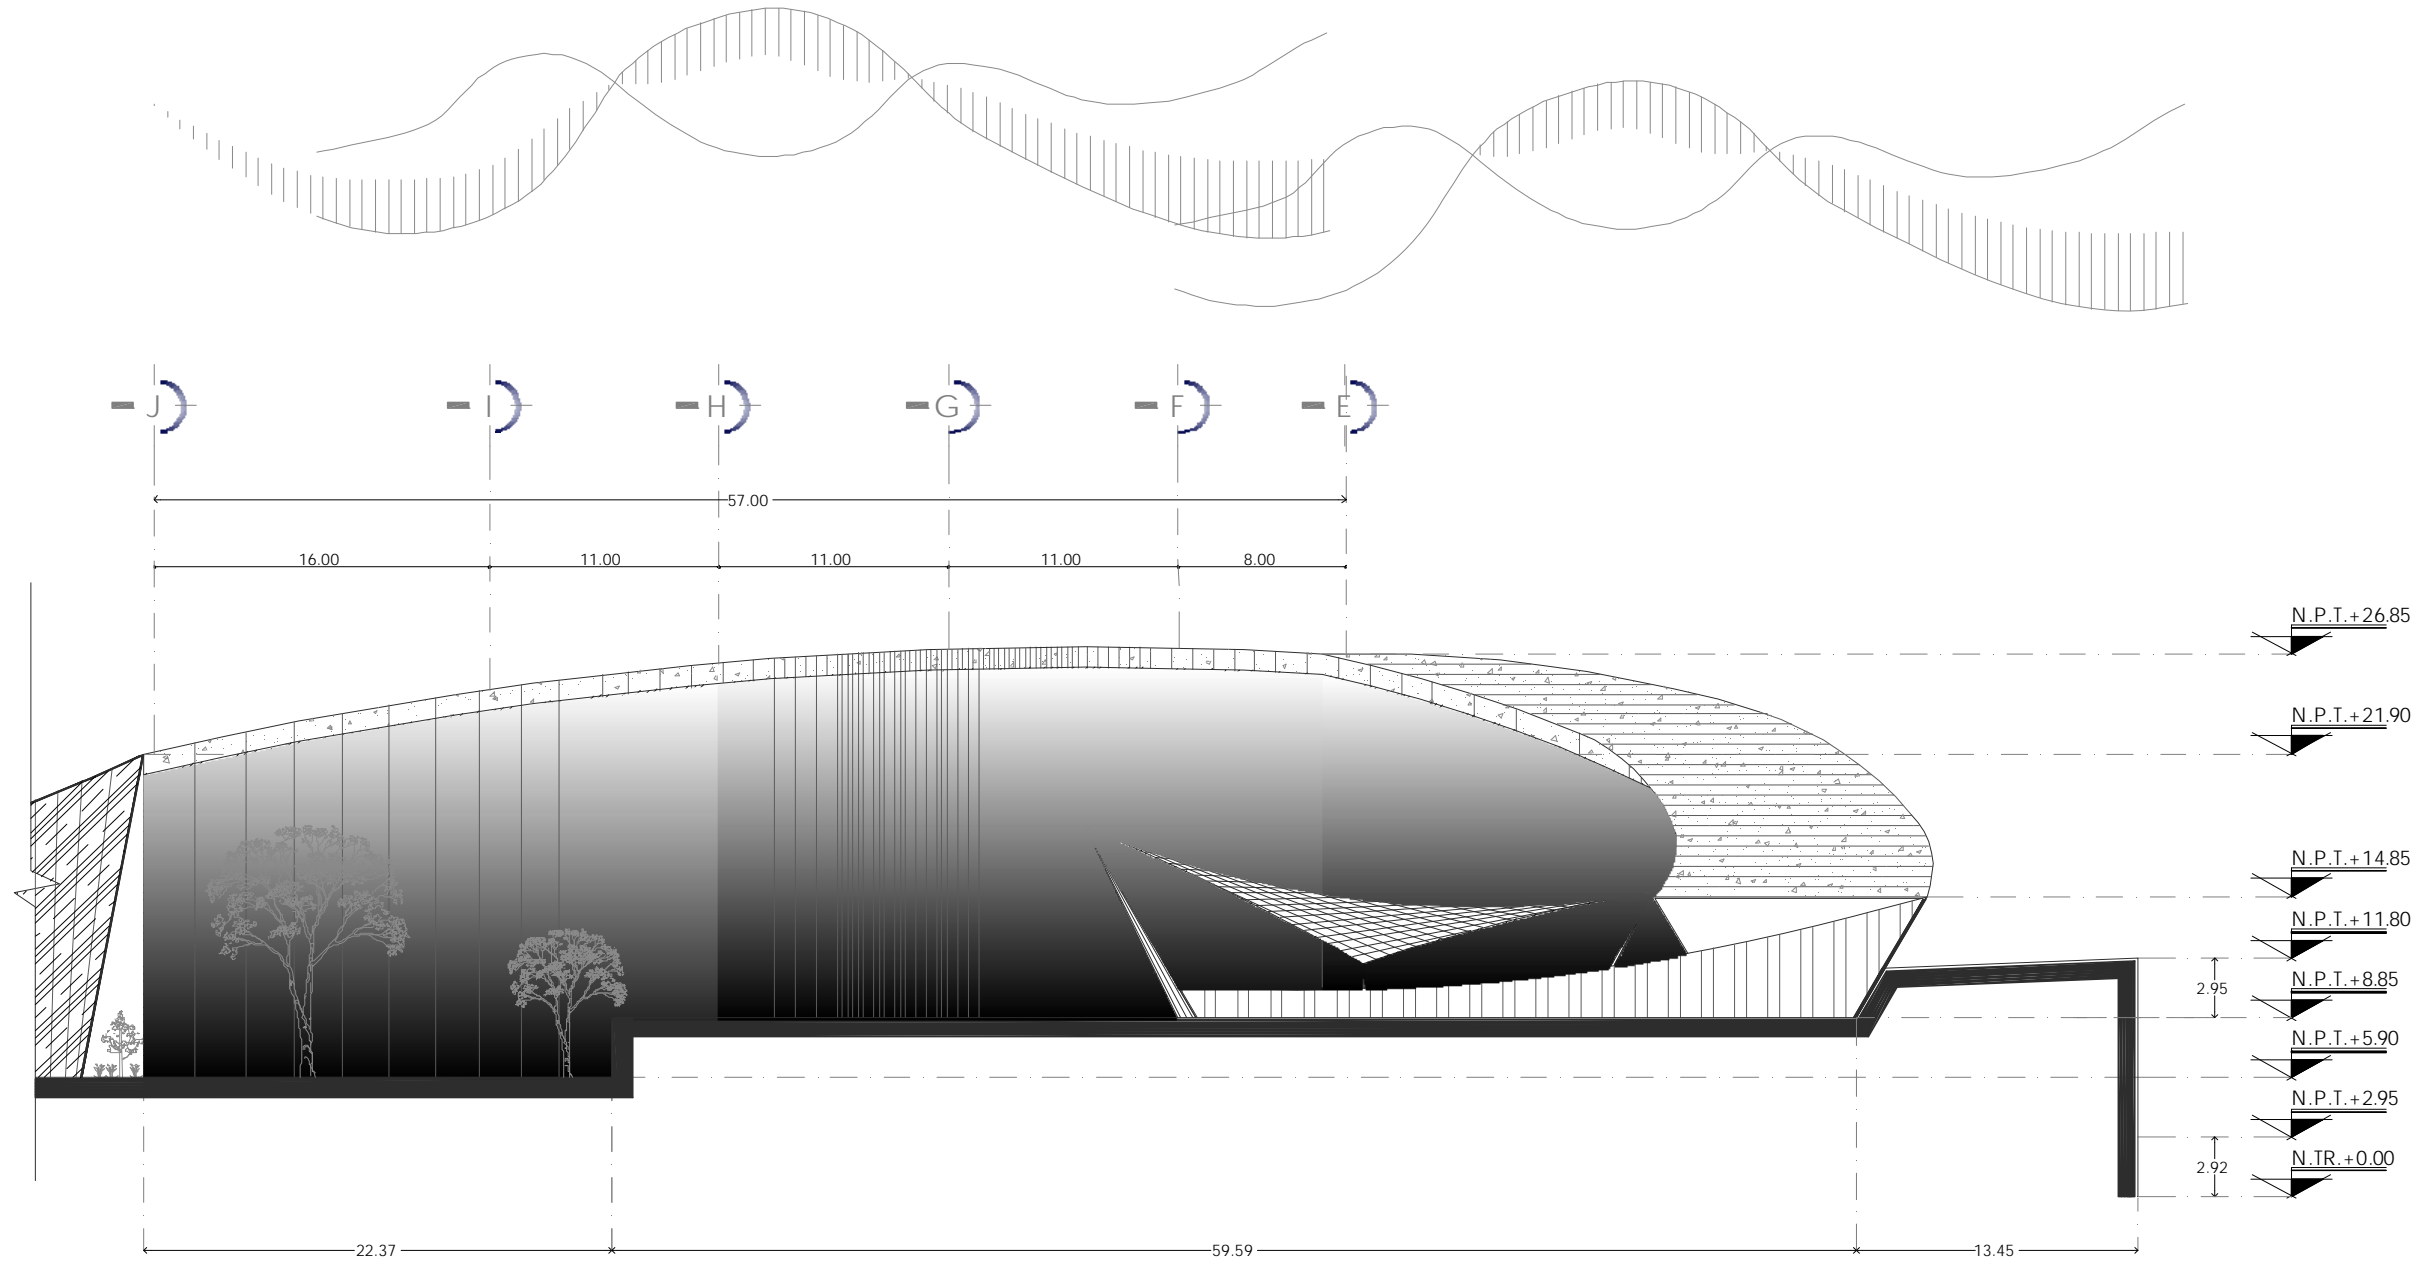 J I H G F E
57.00
16.00 11.00 11.00 11.00 8.00
N.P.T.+26.85
N.P.T.+21.90
N.P.T.+14.85
N.P.T.+11.80
N.P.T.+8.85
2.95
N.P.T.+5.90
N.P.T.+2.95
N.TR.+0.00
2.92
22.37 59.59 13.45